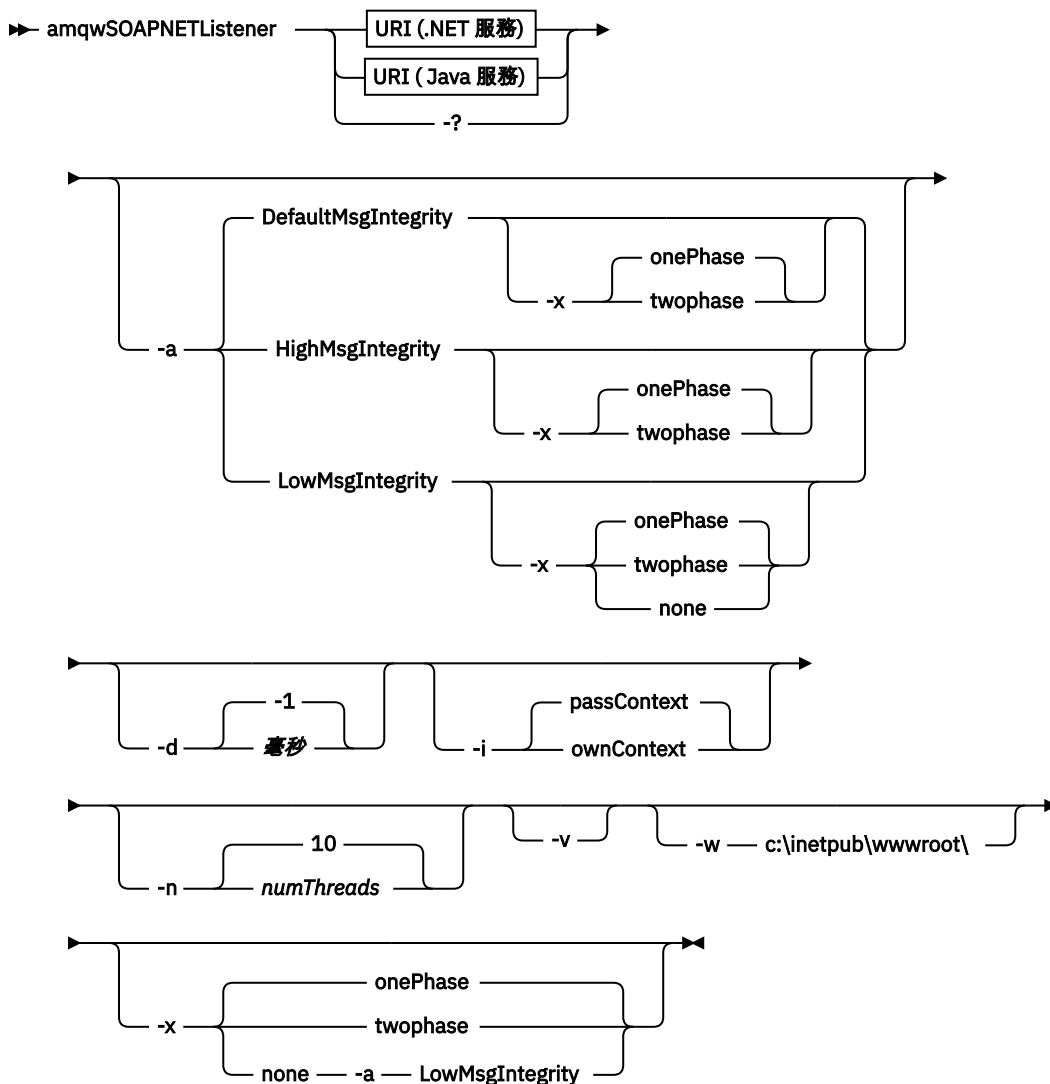 amqwSOAPNETListener URI (.NET 服務)
URI ( Java 服務)
-?
DefaultMsgIntegrity
onePhase
-x twophase
-a HighMsgIntegrity
onePhase
-x twophase
LowMsgIntegrity
onePhase
-x twophase
none
-1 passContext
-d 毫秒 -i ownContext
10 -v -w c:\inetpub\wwwroot\
-n numThreads
onePhase
-x twophase
none -a LowMsgIntegrity